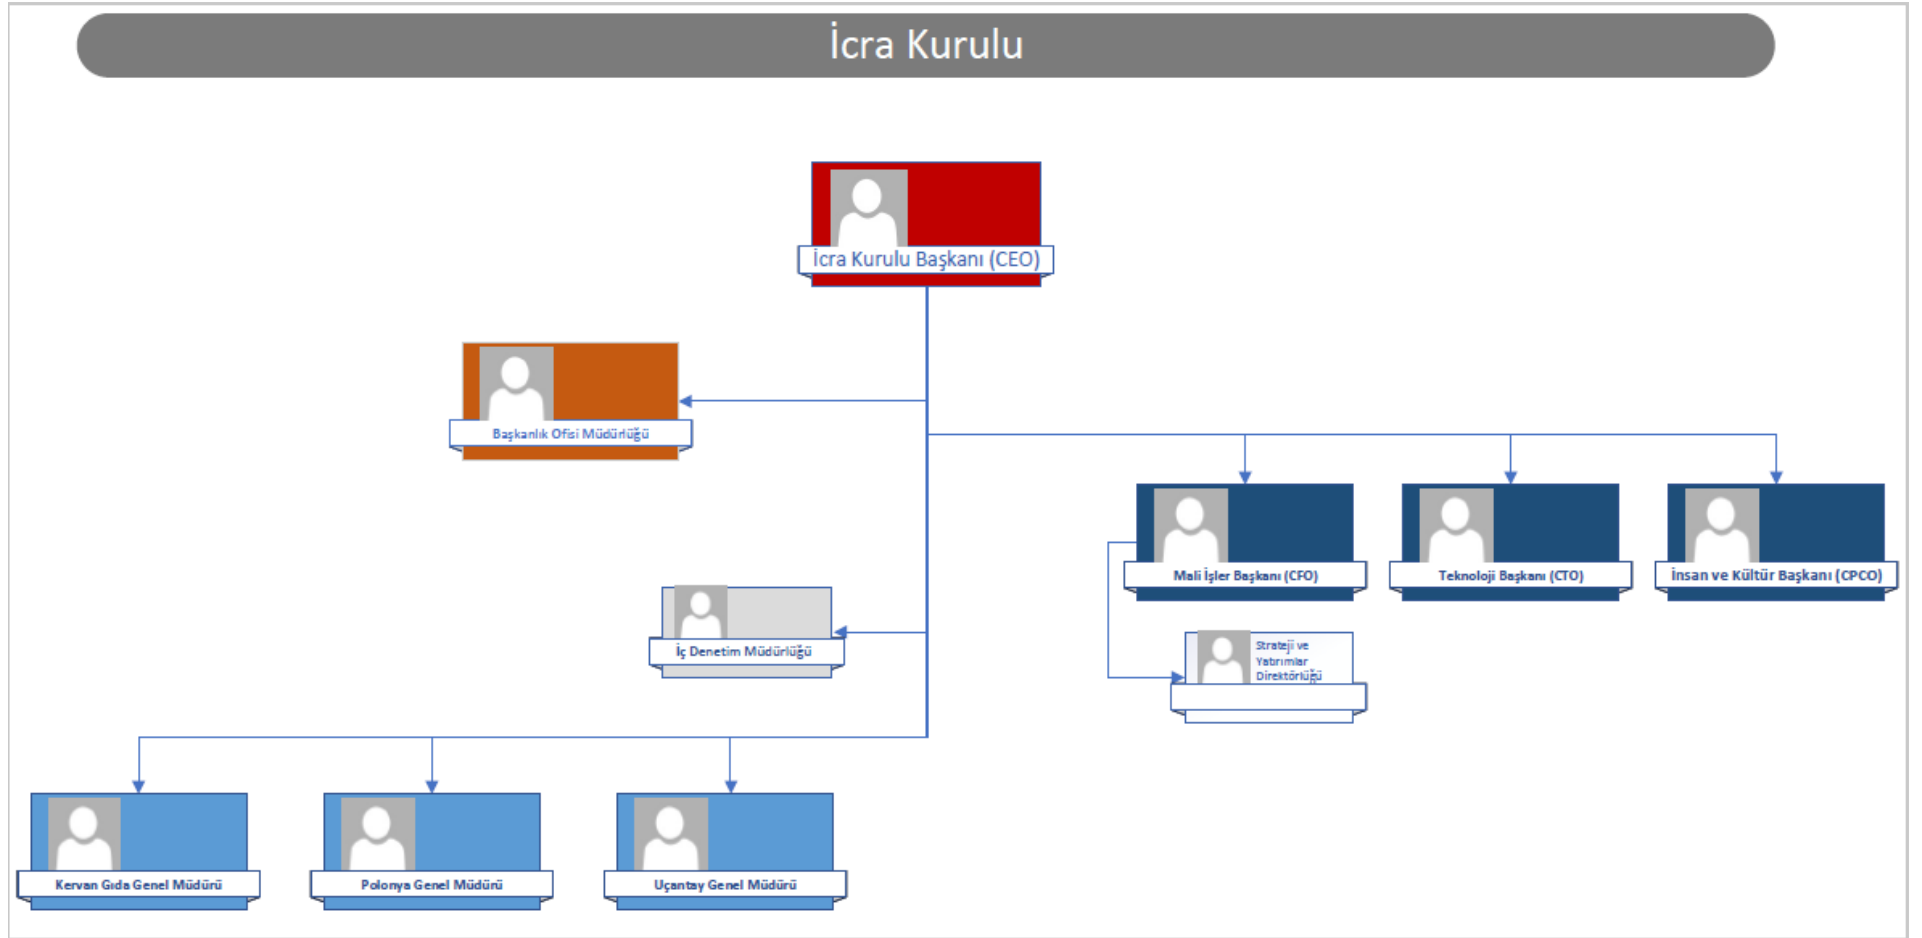 İcra Kurulu
İcra Kurulu Başkanı (CEO)
Başkanlık Ofisi Müdürlüğü
Mali İşler Başkanı (CFO)
Teknoloji Başkanı (CTO)
İnsan ve Kültür Başkanı (CPCO)
İç Denetim Müdürlüğü
Strateji ve
Yatırımlar
Direktörlüğü
Kervan Gıda Genel Müdürü
Polonya Genel Müdürü
Uçantay Genel Müdürü